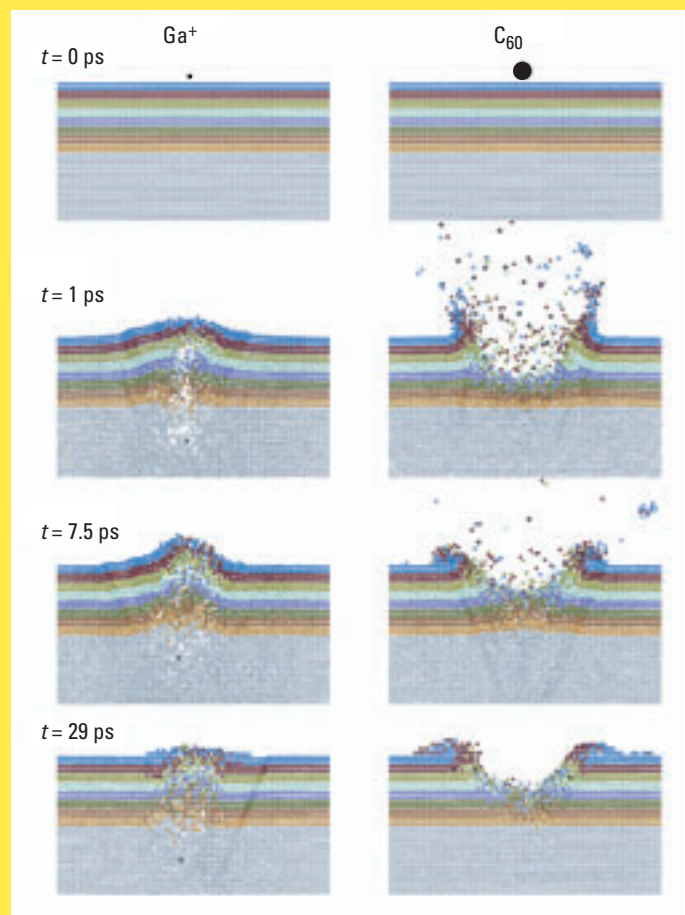 Ga⁺ C₆₀
t = 0 ps
t = 1 ps
t = 7.5 ps
t = 29 ps